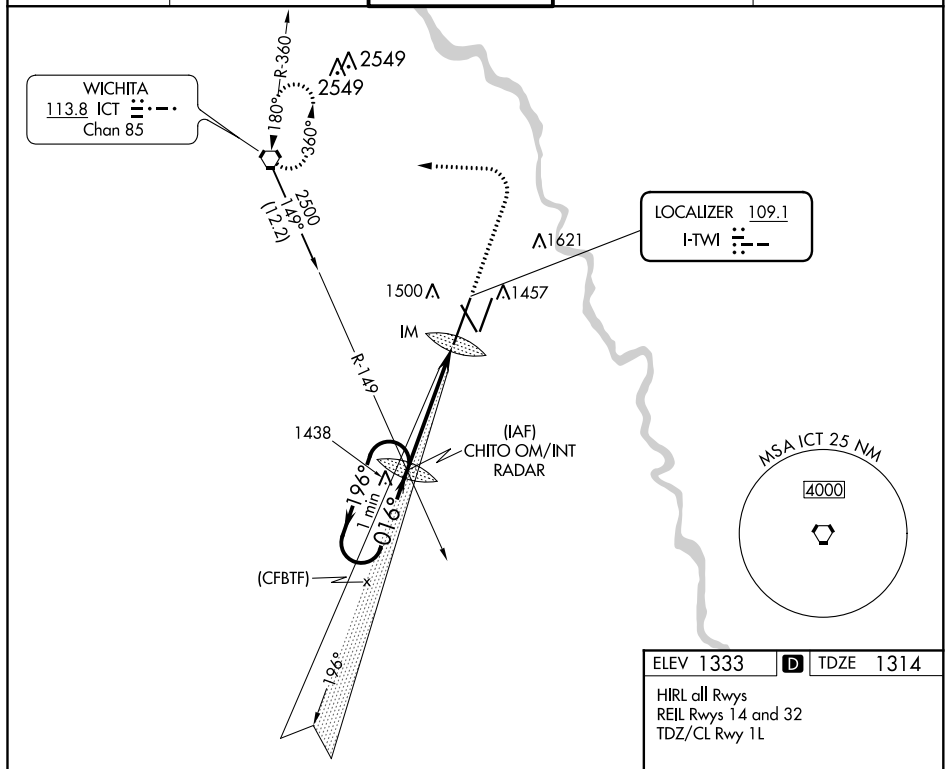 WICHITA
113.8 ICT
Chan 85
R-360
180°
360°
2549
2549
2500
149°
(12.2)
R-149
LOCALIZER 109.1
I-TWI
1621
1500
1457
IM
(IAF)
CHITO OM/INT
RADAR
1438
196°
1 min
016°
(CFBTF)
x
196°
MSA ICT 25 NM
4000
ELEV 1333 D TDZE 1314
HIRL all Rwys
REIL Rwys 14 and 32
TDZ/CL Rwy 1L